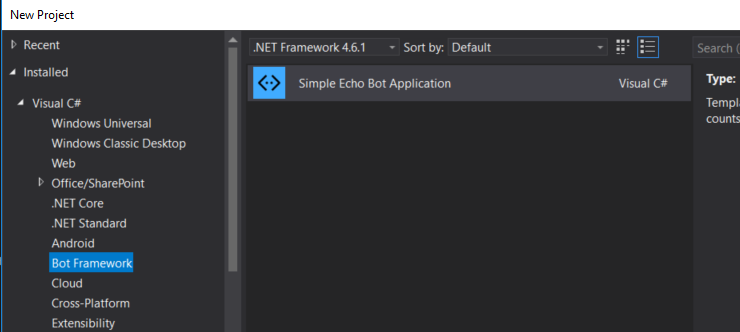 New Project
Recent
Installed
Visual C#
Windows Universal
Windows Classic Desktop
Web
Office/SharePoint
.NET Core
.NET Standard
Android
Bot Framework
Cloud
Cross-Platform
Extensibility
.NET Framework 4.6.1 Sort by: Default
Simple Echo Bot Application Visual C#
Search (
Type:
Templa
counts